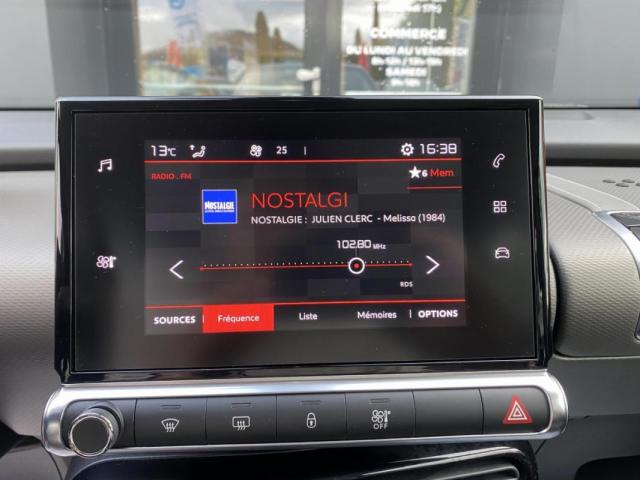 COMMERCE
DU LUNDI AU VENDREDI
SAMEDI
13°C 25 16:38
RADIO . FM 6 Mem
NOSTALGIE NOSTALGI
NOSTALGIE : JULIEN CLERC - Melissa (1984)
102.80 MHz
RDS
SOURCES Fréquence Liste Mémoires OPTIONS
OFF